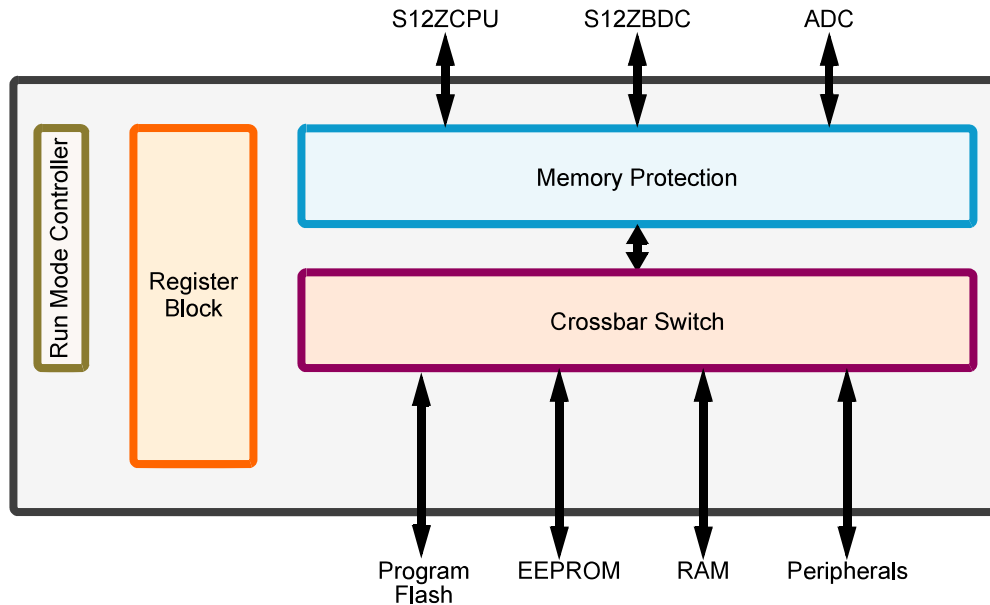 S12ZCPU
S12ZBDC
ADC
Run Mode Controller
Register
Block
Memory Protection
Crossbar Switch
Program
Flash
EEPROM
RAM
Peripherals